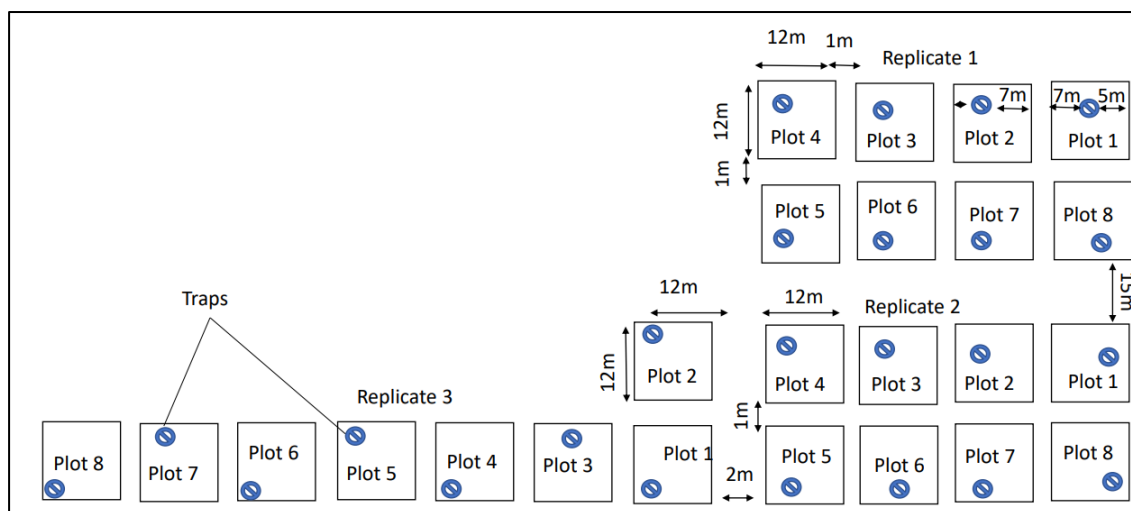 12m
1m
Replicate 1
12m
7m
7m
5m
Plot 4
Plot 3
Plot 2
Plot 1
1m
Plot 5
Plot 6
Plot 7
Plot 8
15m
Traps
12m
12m
Replicate 2
12m
Plot 2
Plot 4
Plot 3
Plot 2
Plot 1
Replicate 3
1m
Plot 8
Plot 7
Plot 6
Plot 5
Plot 4
Plot 3
Plot 1
2m
Plot 5
Plot 6
Plot 7
Plot 8